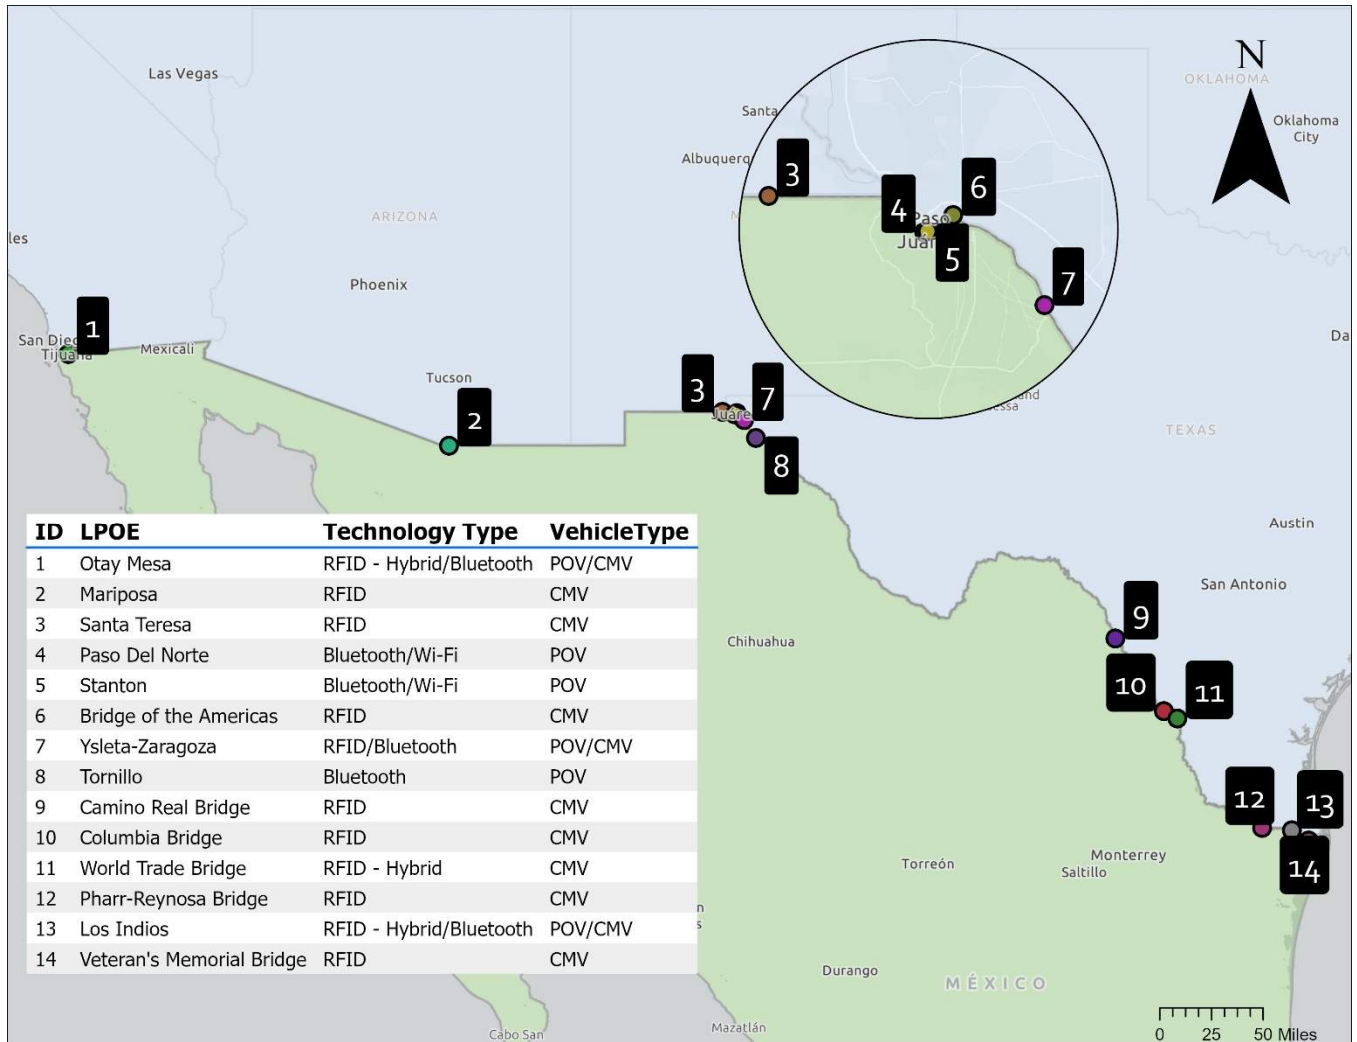 Las Vegas
N
OKLAHOMA
Oklahoma
City
Santa
Albuquerq
3
6
4
Paso
Juár
5
7
ARIZONA
les
Phoenix
1
San Dieg
Tijuana
Mexicali
Tucson
2
3
7
Juáre
8
Da
TEXAS
Austin
San Antonio
9
10
11
12
13
14
Chihuahua
Torreón
Monterrey
Saltillo
Durango
MÉXICO
Mazatlán
Cabo San
ID LPOE Technology Type VehicleType
1 Otay Mesa RFID - Hybrid/Bluetooth POV/CMV
2 Mariposa RFID CMV
3 Santa Teresa RFID CMV
4 Paso Del Norte Bluetooth/Wi-Fi POV
5 Stanton Bluetooth/Wi-Fi POV
6 Bridge of the Americas RFID CMV
7 Ysleta-Zaragoza RFID/Bluetooth POV/CMV
8 Tornillo Bluetooth POV
9 Camino Real Bridge RFID CMV
10 Columbia Bridge RFID CMV
11 World Trade Bridge RFID - Hybrid CMV
12 Pharr-Reynosa Bridge RFID CMV
13 Los Indios RFID - Hybrid/Bluetooth POV/CMV
14 Veteran's Memorial Bridge RFID CMV
0 25 50 Miles